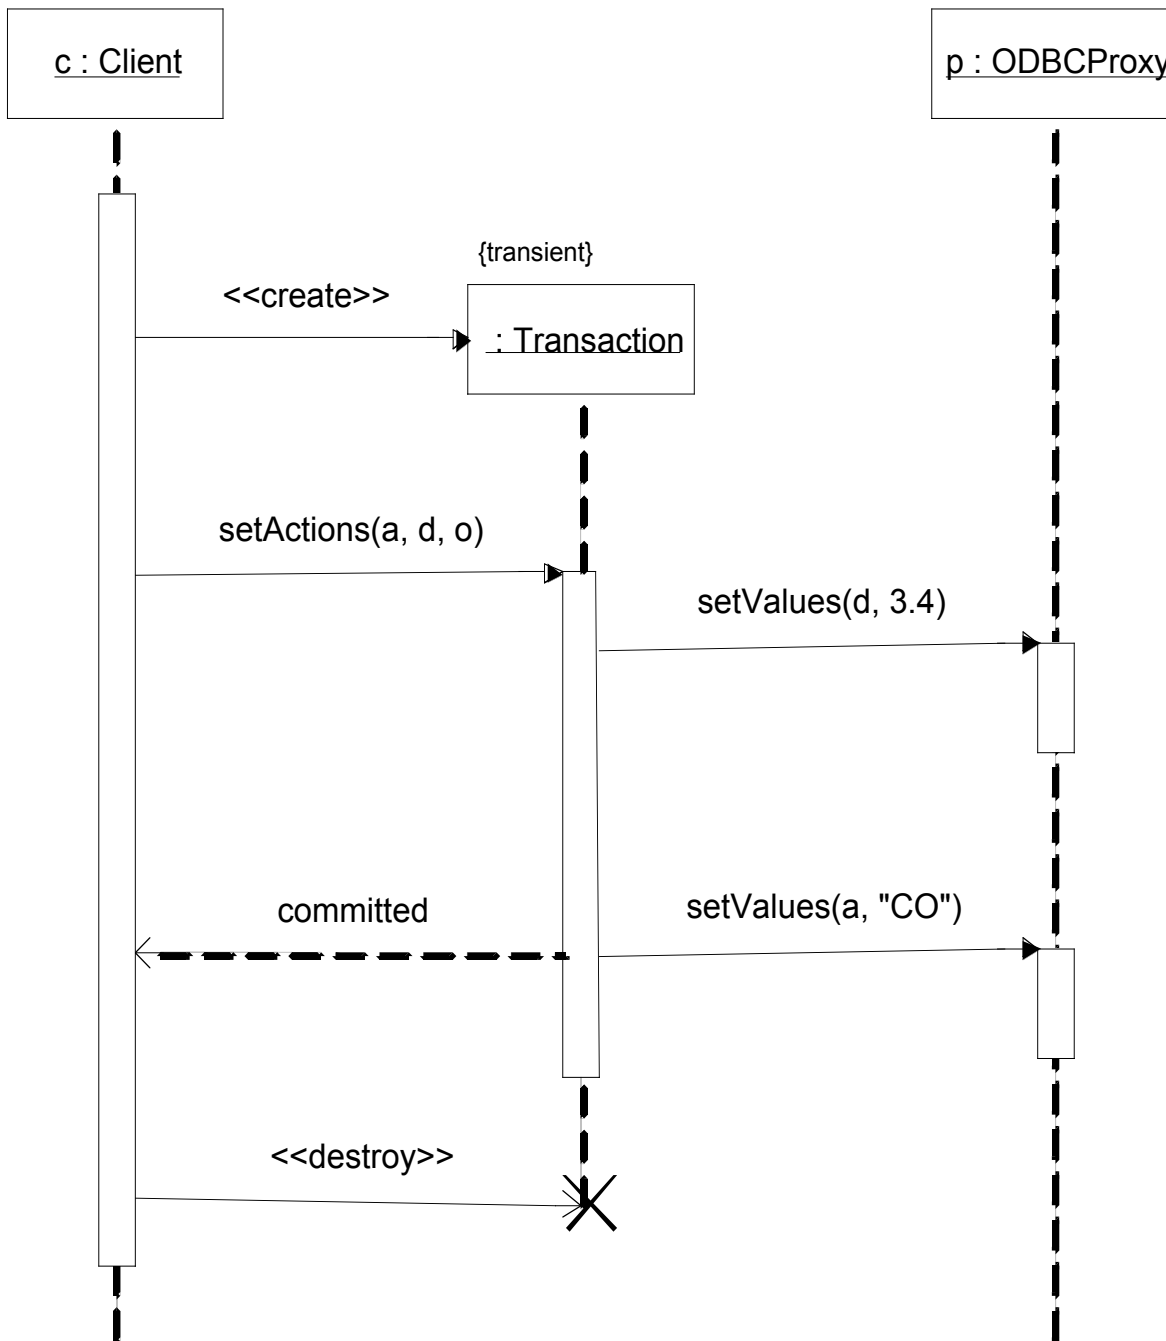 c : Client
p : ODBCProxy
{transient}
<<create>>
: Transaction
setActions(a, d, o)
setValues(d, 3.4)
committed
setValues(a, "CO")
<<destroy>>